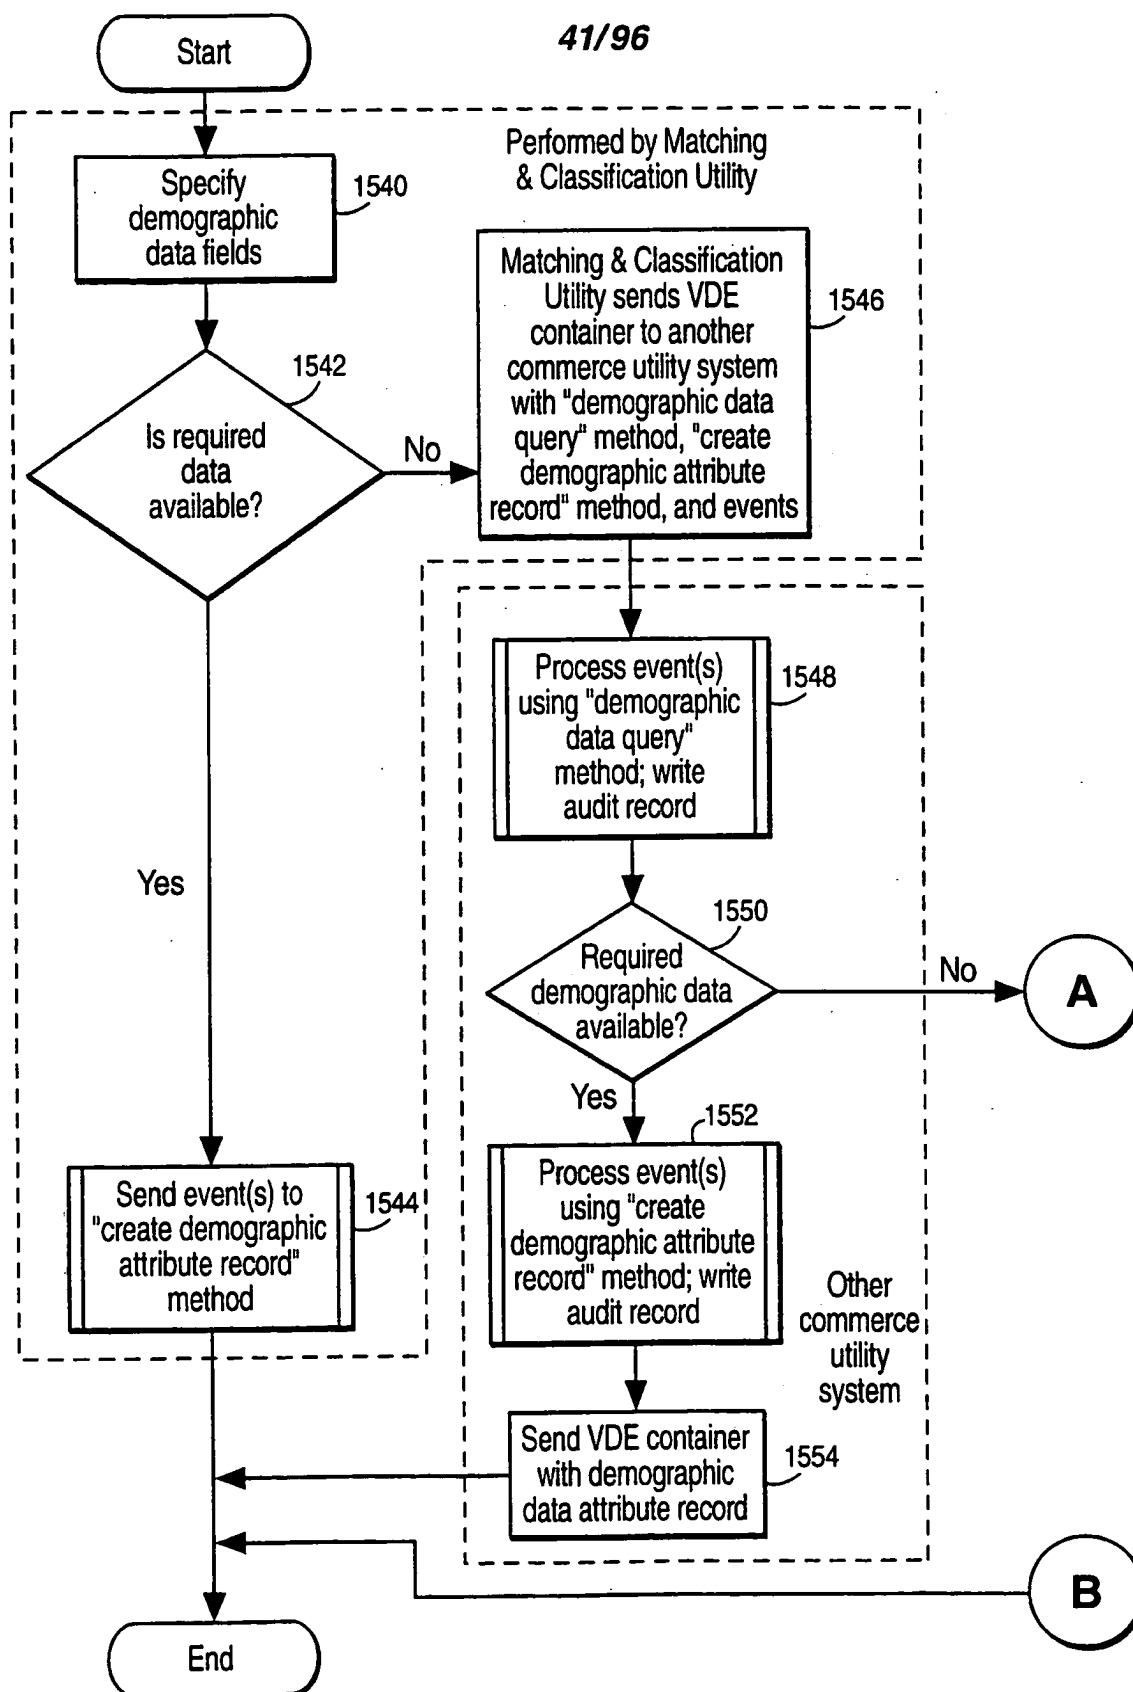 41/96
Start
Performed by Matching
& Classification Utility
Specify
demographic
data fields
1540
Matching & Classification
Utility sends VDE
container to another
commerce utility system
with "demographic data
query" method, "create
demographic attribute
record" method, and events
1546
1542
Is required
data
available?
No
Process event(s)
using "demographic
data query"
method; write
audit record
1548
Yes
1550
Required
demographic data
available?
No
A
Yes
1552
Send event(s) to
"create demographic
attribute record"
method
1544
Process event(s)
using "create
demographic attribute
record" method; write
audit record
Other
commerce
utility
system
Send VDE container
with demographic
data attribute record
1554
B
End